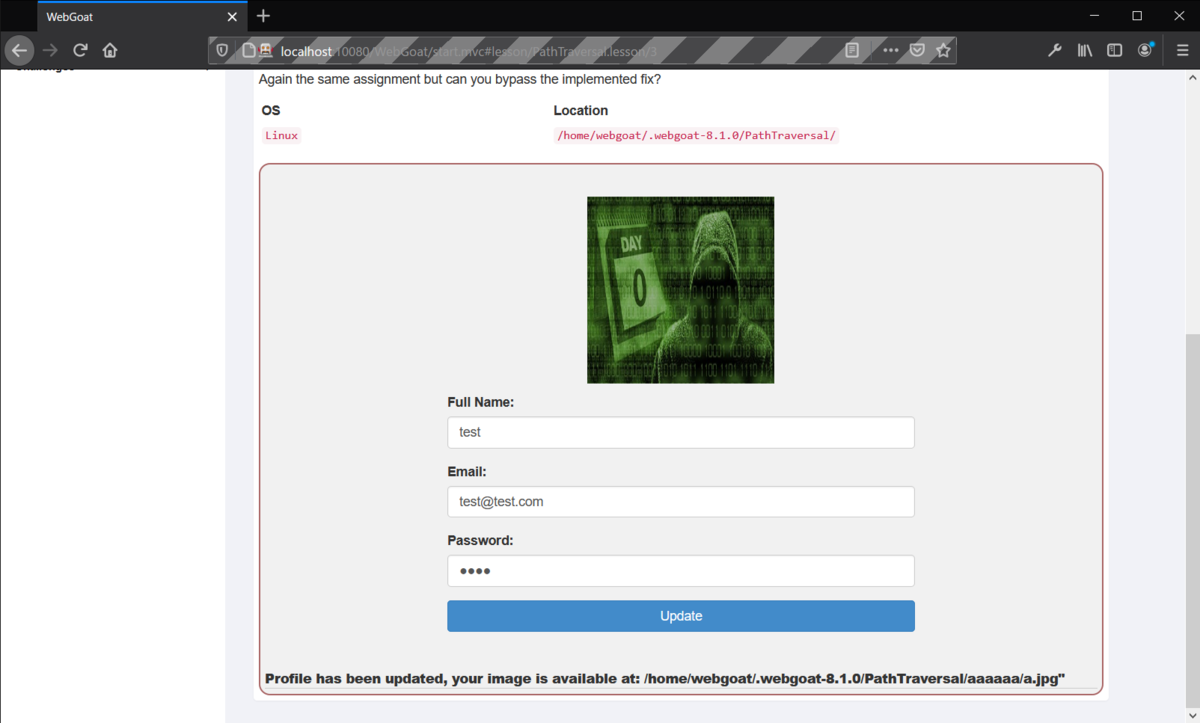 WebGoat
localhost:10080/WebGoat/start.mvc#lesson/PathTraversal.lesson/3
Again the same assignment but can you bypass the implemented fix?
OS Location
Linux /home/webgoat/.webgoat-8.1.0/PathTraversal/
DAY
0
Full Name:
test
Email:
test@test.com
Password:
••••
Update
Profile has been updated, your image is available at: /home/webgoat/.webgoat-8.1.0/PathTraversal/aaaaaa/a.jpg"